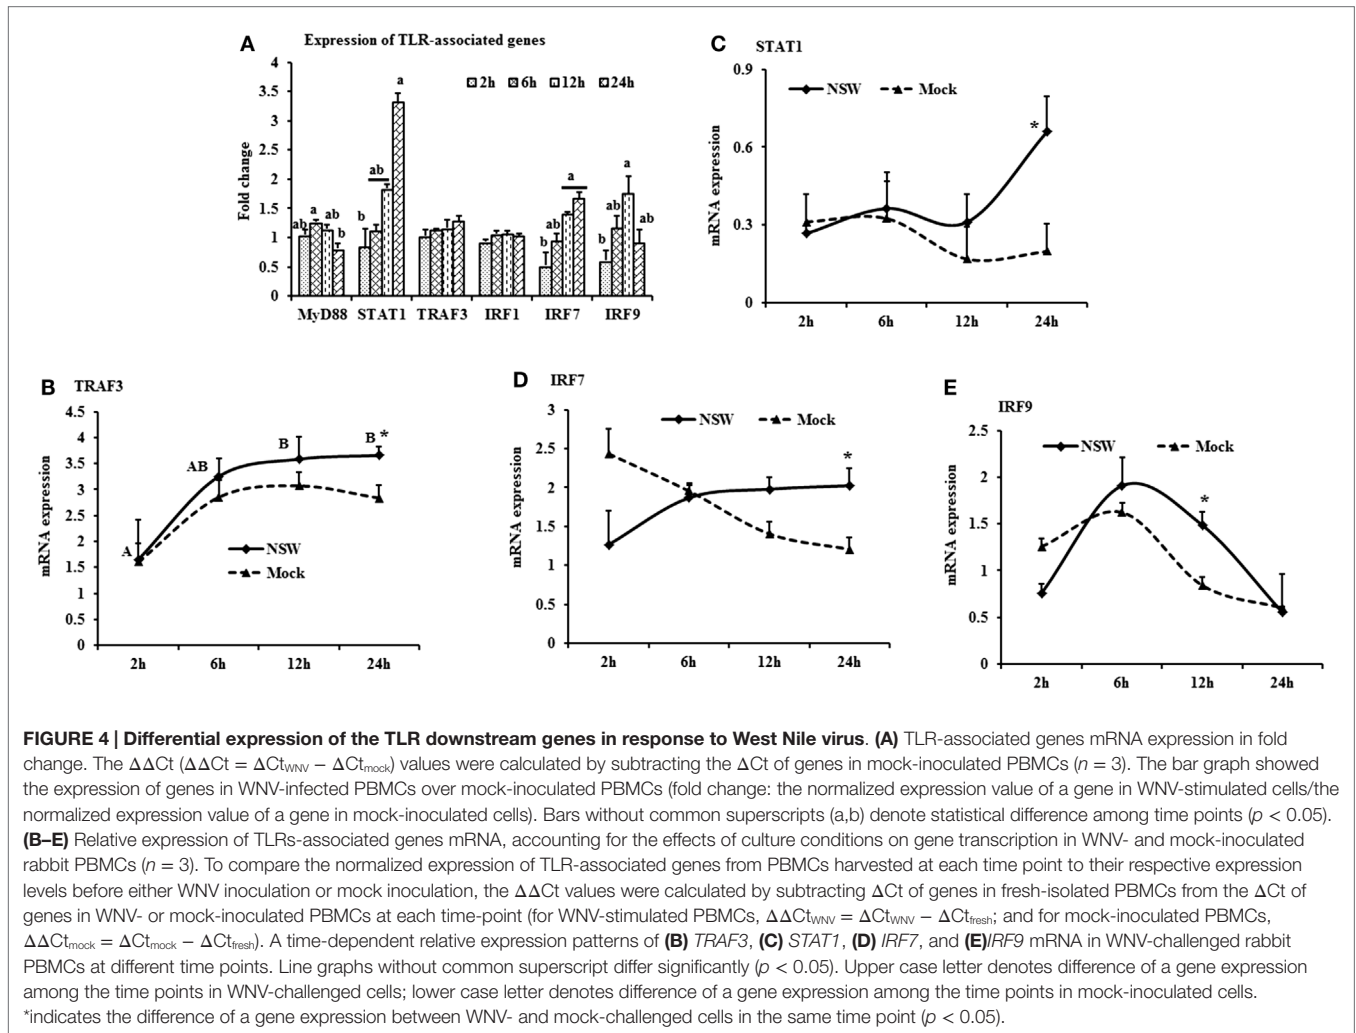 A Expression of TLR-associated genes
4
3.5
3
2.5
2
1.5
1
0.5
0
Fold change
2h 6h 12h 24h
ab a ab b
b ab a
b ab a
b ab a ab
MyD88 STAT1 TRAF3 IRF1 IRF7 IRF9
C STAT1
0.9
0.6
0.3
0
mRNA expression
NSW Mock
*
2h 6h 12h 24h
B TRAF3
4.5
4
3.5
3
2.5
2
1.5
1
0.5
0
mRNA expression
A AB B B *
NSW
Mock
2h 6h 12h 24h
D IRF7
3
2.5
2
1.5
1
0.5
0
mRNA expression
NSW Mock
*
2h 6h 12h 24h
E IRF9
2.5
2
1.5
1
0.5
0
mRNA expression
NSW Mock
*
2h 6h 12h 24h
FIGURE 4 | Differential expression of the TLR downstream genes in response to West Nile virus. (A) TLR-associated genes mRNA expression in fold
change. The ΔΔCt (ΔΔCt = ΔCtWNV − ΔCtmock) values were calculated by subtracting the ΔCt of genes in mock-inoculated PBMCs (n = 3). The bar graph showed
the expression of genes in WNV-infected PBMCs over mock-inoculated PBMCs (fold change: the normalized expression value of a gene in WNV-stimulated cells/the
normalized expression value of a gene in mock-inoculated cells). Bars without common superscripts (a,b) denote statistical difference among time points (p < 0.05).
(B–E) Relative expression of TLRs-associated genes mRNA, accounting for the effects of culture conditions on gene transcription in WNV- and mock-inoculated
rabbit PBMCs (n = 3). To compare the normalized expression of TLR-associated genes from PBMCs harvested at each time point to their respective expression
levels before either WNV inoculation or mock inoculation, the ΔΔCt values were calculated by subtracting ΔCt of genes in fresh-isolated PBMCs from the ΔCt of
genes in WNV- or mock-inoculated PBMCs at each time-point (for WNV-stimulated PBMCs, ΔΔCtWNV = ΔCtWNV − ΔCtfresh; and for mock-inoculated PBMCs,
ΔΔCtmock = ΔCtmock − ΔCtfresh). A time-dependent relative expression patterns of (B) TRAF3, (C) STAT1, (D) IRF7, and (E)IRF9 mRNA in WNV-challenged rabbit
PBMCs at different time points. Line graphs without common superscript differ significantly (p < 0.05). Upper case letter denotes difference of a gene expression
among the time points in WNV-challenged cells; lower case letter denotes difference of a gene expression among the time points in mock-inoculated cells.
*indicates the difference of a gene expression between WNV- and mock-challenged cells in the same time point (p < 0.05).